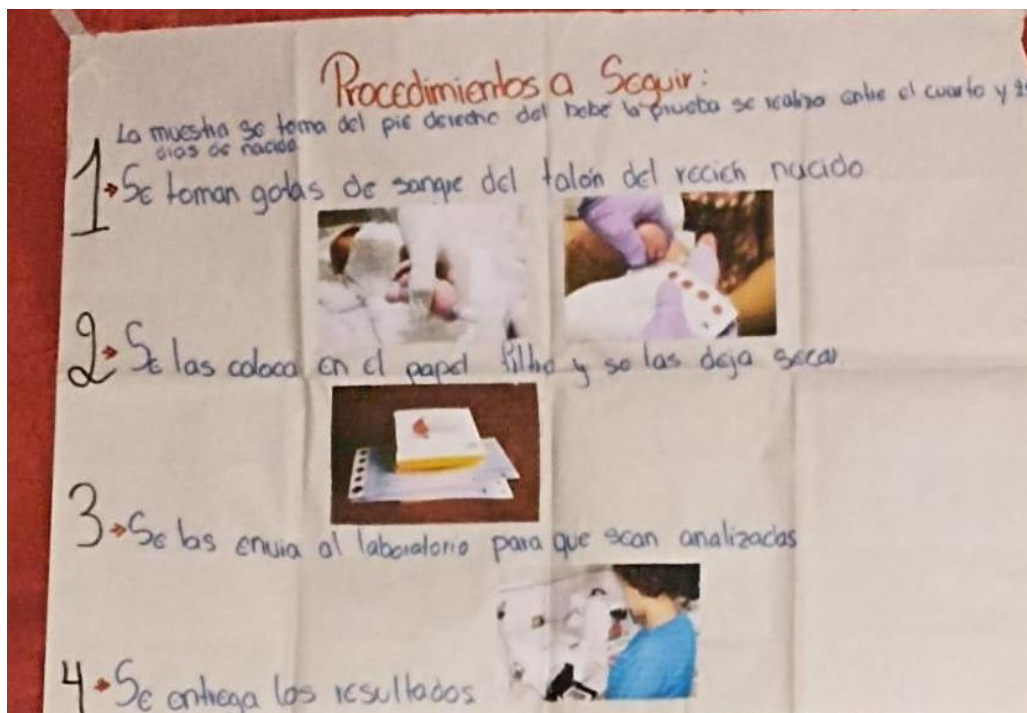 Procedimientos a Seguir:
La muestra se toma del pie derecho del bebe la prueba se realiza entre el cuarto y
dias de nacido
1 Se toman gotas de sangre del talón del recien nacido
2 Se las coloca en el papel filtro y se las deja secar.
3 Se las envia al laboratorio para que sean analizadas
4 Se entrega los resultados